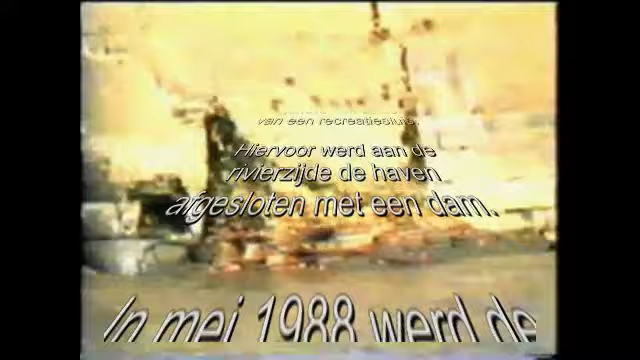 van een recreatiesluis.
Hiervoor werd aan de
rivierzijde de haven
afgesloten met een dam.
In mei 1988 werd de